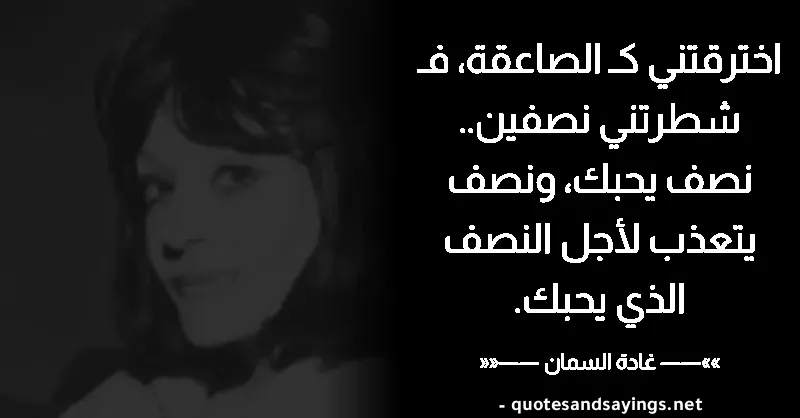 اخترقتني كـ الصاعقة، فـ
شطرتني نصفين..
نصف يحبك، ونصف
يتعذب لأجل النصف
الذي يحبك.
»»—— غادة السمان ——««
- quotesandsayings.net